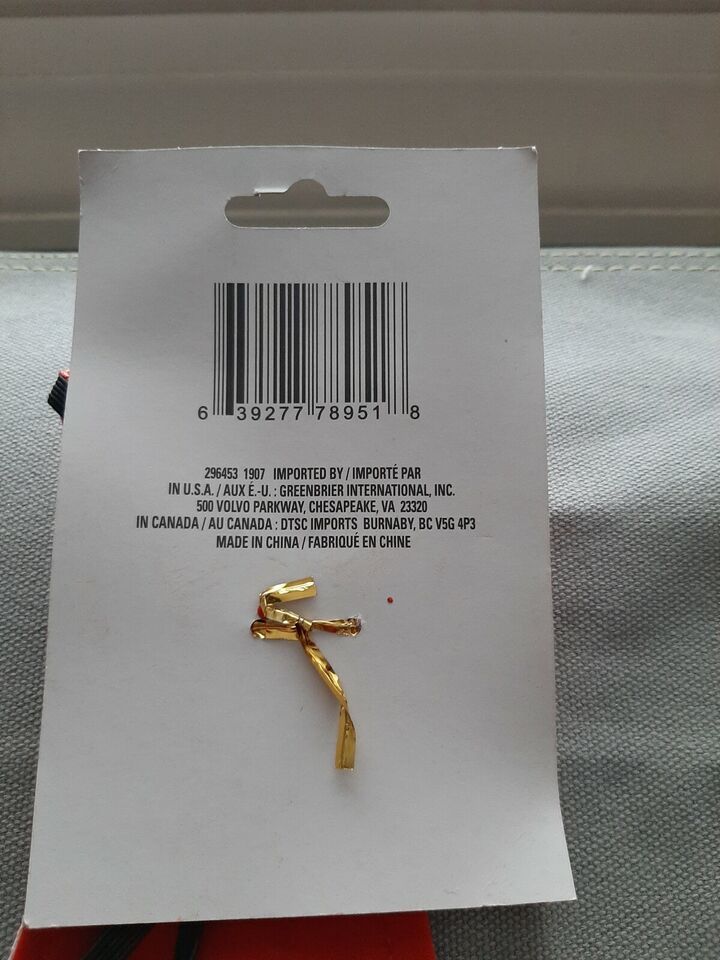 6 39277 78951 8
296453 1907 IMPORTED BY / IMPORTÉ PAR
IN U.S.A. / AUX É.-U. : GREENBRIER INTERNATIONAL, INC.
500 VOLVO PARKWAY, CHESAPEAKE, VA 23320
IN CANADA / AU CANADA : DTSC IMPORTS BURNABY, BC V5G 4P3
MADE IN CHINA / FABRIQUÉ EN CHINE